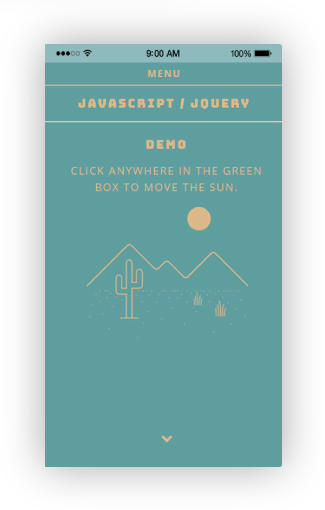 9:00 AM 100%
MENU
JAVASCRIPT / JQUERY
DEMO
CLICK ANYWHERE IN THE GREEN
BOX TO MOVE THE SUN.